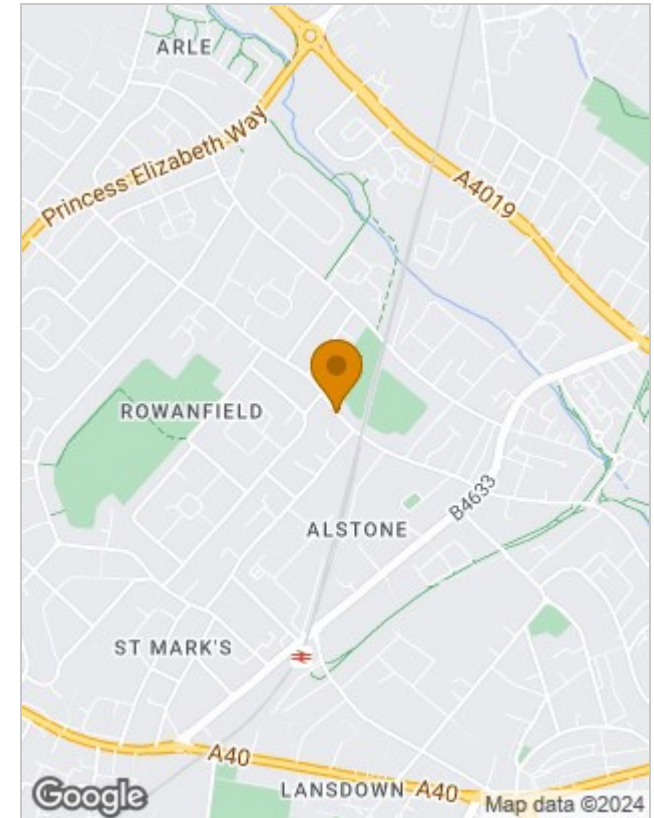 ARLE
Princess Elizabeth Way
A4019
ROWANFIELD
B4633
ALSTONE
ST MARK'S
A40
LANSDOWN
A40
Google
Map data ©2024